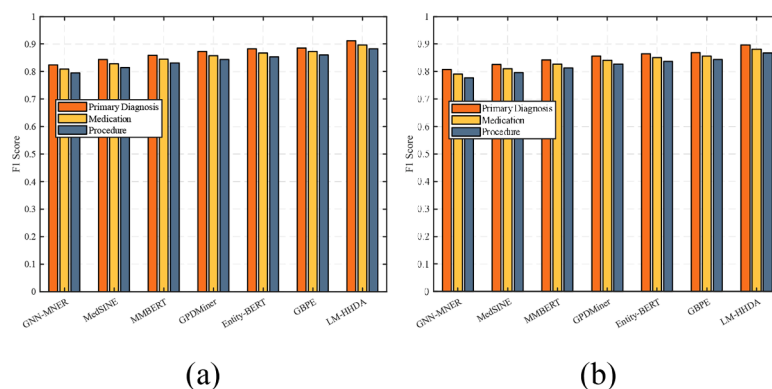 1
0.9
0.8
0.7
0.6
0.5
0.4
0.3
0.2
0.1
0
F1 Score
Primary Diagnosis
Medication
Procedure
GNN-MNER
MedSINE
MMBERT
GPDMiner
Entity-BERT
GBPE
LM-HHDA
(a)
1
0.9
0.8
0.7
0.6
0.5
0.4
0.3
0.2
0.1
0
F1 Score
Primary Diagnosis
Medication
Procedure
GNN-MNER
MedSINE
MMBERT
GPDMiner
Entity-BERT
GBPE
LM-HHDA
(b)